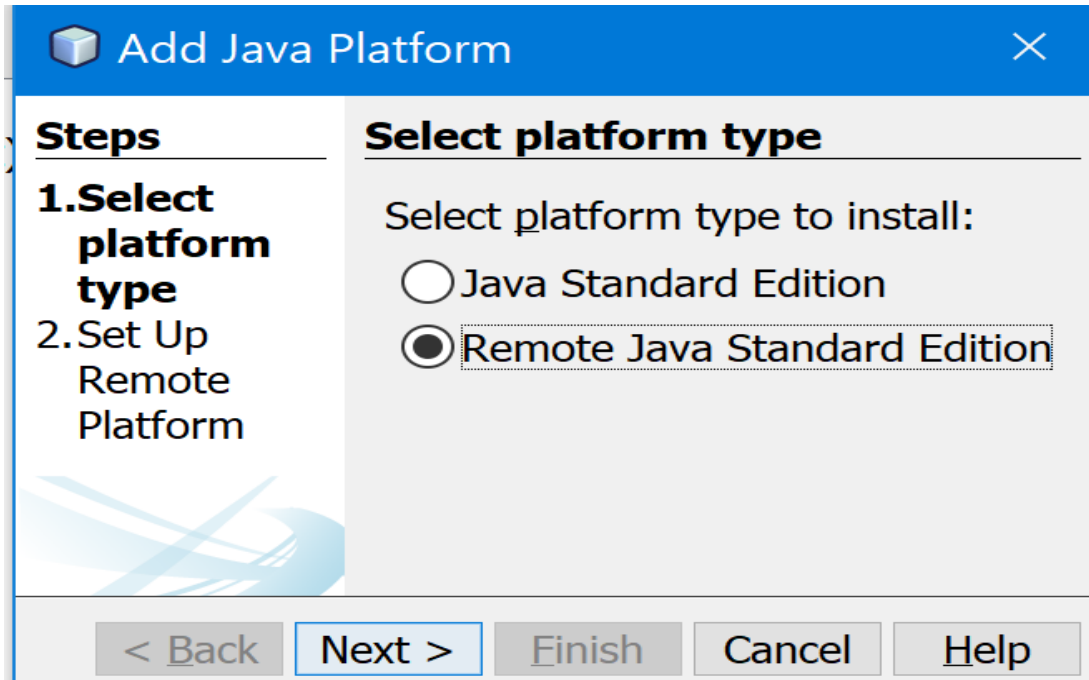 Add Java Platform
Steps
1.Select
platform
type
2.Set Up
Remote
Platform
Select platform type
Select platform type to install:
Java Standard Edition
Remote Java Standard Edition
< Back
Next >
Finish
Cancel
Help